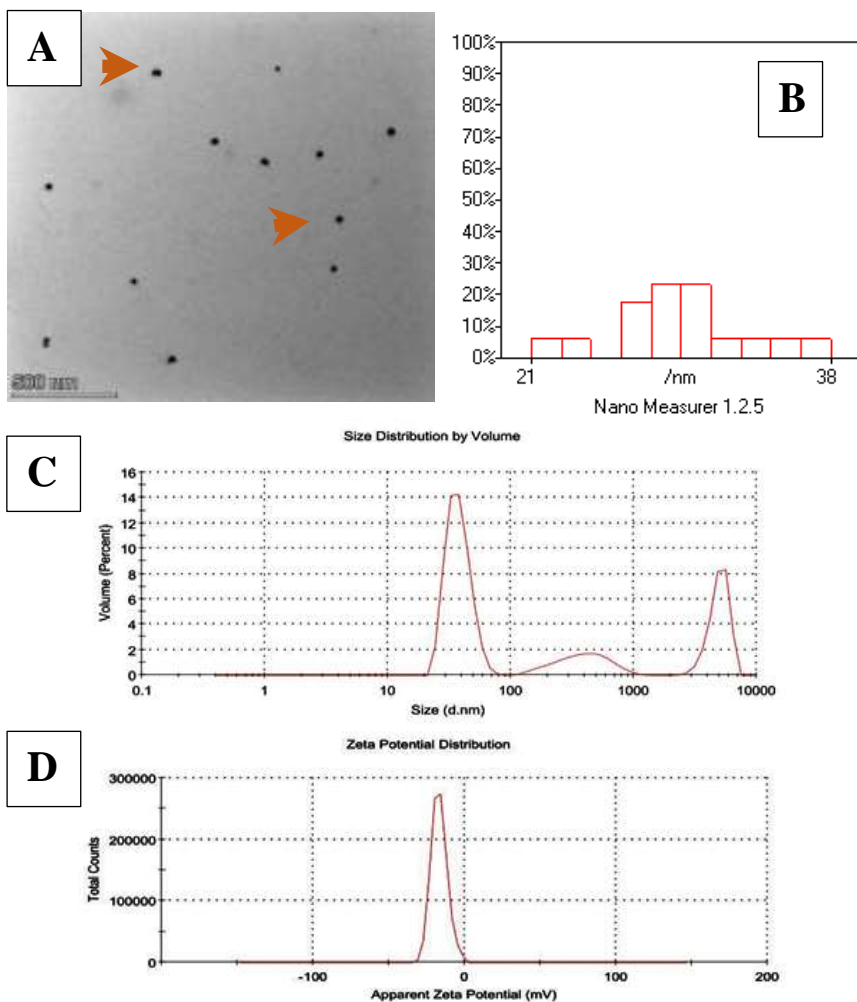 A
500 nm
B
100%
90%
80%
70%
60%
50%
40%
30%
20%
10%
0%
21 /nm 38
Nano Measurer 1.2.5
C
Size Distribution by Volume
Volume (Percent)
16
14
12
10
8
6
4
2
0
0.1 1 10 100 1000 10000
Size (d.nm)
D
Zeta Potential Distribution
Total Counts
300000
200000
100000
0
-100 0 100 200
Apparent Zeta Potential (mV)